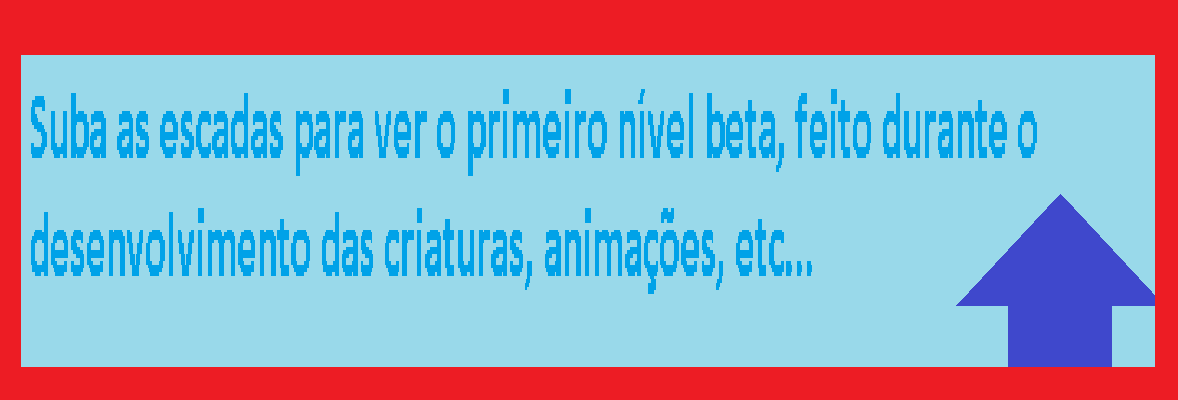 Suba as escadas para ver o primeiro nível beta, feito durante o
desenvolvimento das criaturas, animações, etc...